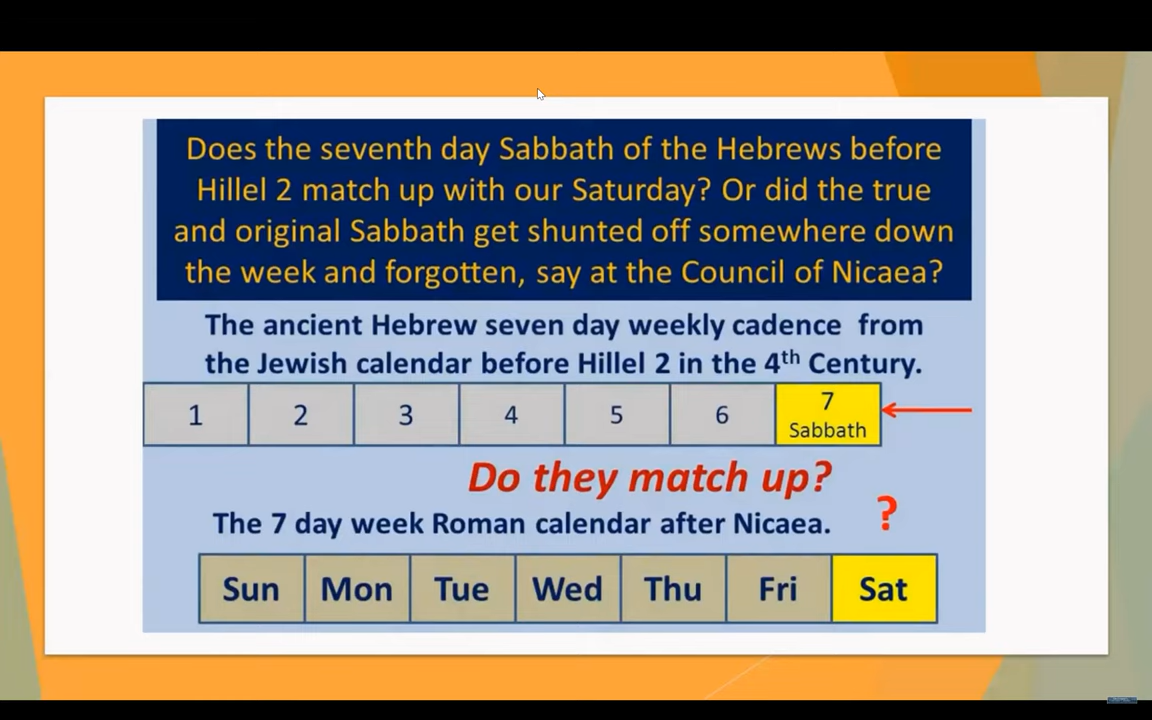 Does the seventh day Sabbath of the Hebrews before
Hillel 2 match up with our Saturday? Or did the true
and original Sabbath get shunted off somewhere down
the week and forgotten, say at the Council of Nicaea?
The ancient Hebrew seven day weekly cadence from
the Jewish calendar before Hillel 2 in the 4th Century.
1 2 3 4 5 6 7
Sabbath
Do they match up?
?
The 7 day week Roman calendar after Nicaea.
Sun Mon Tue Wed Thu Fri Sat